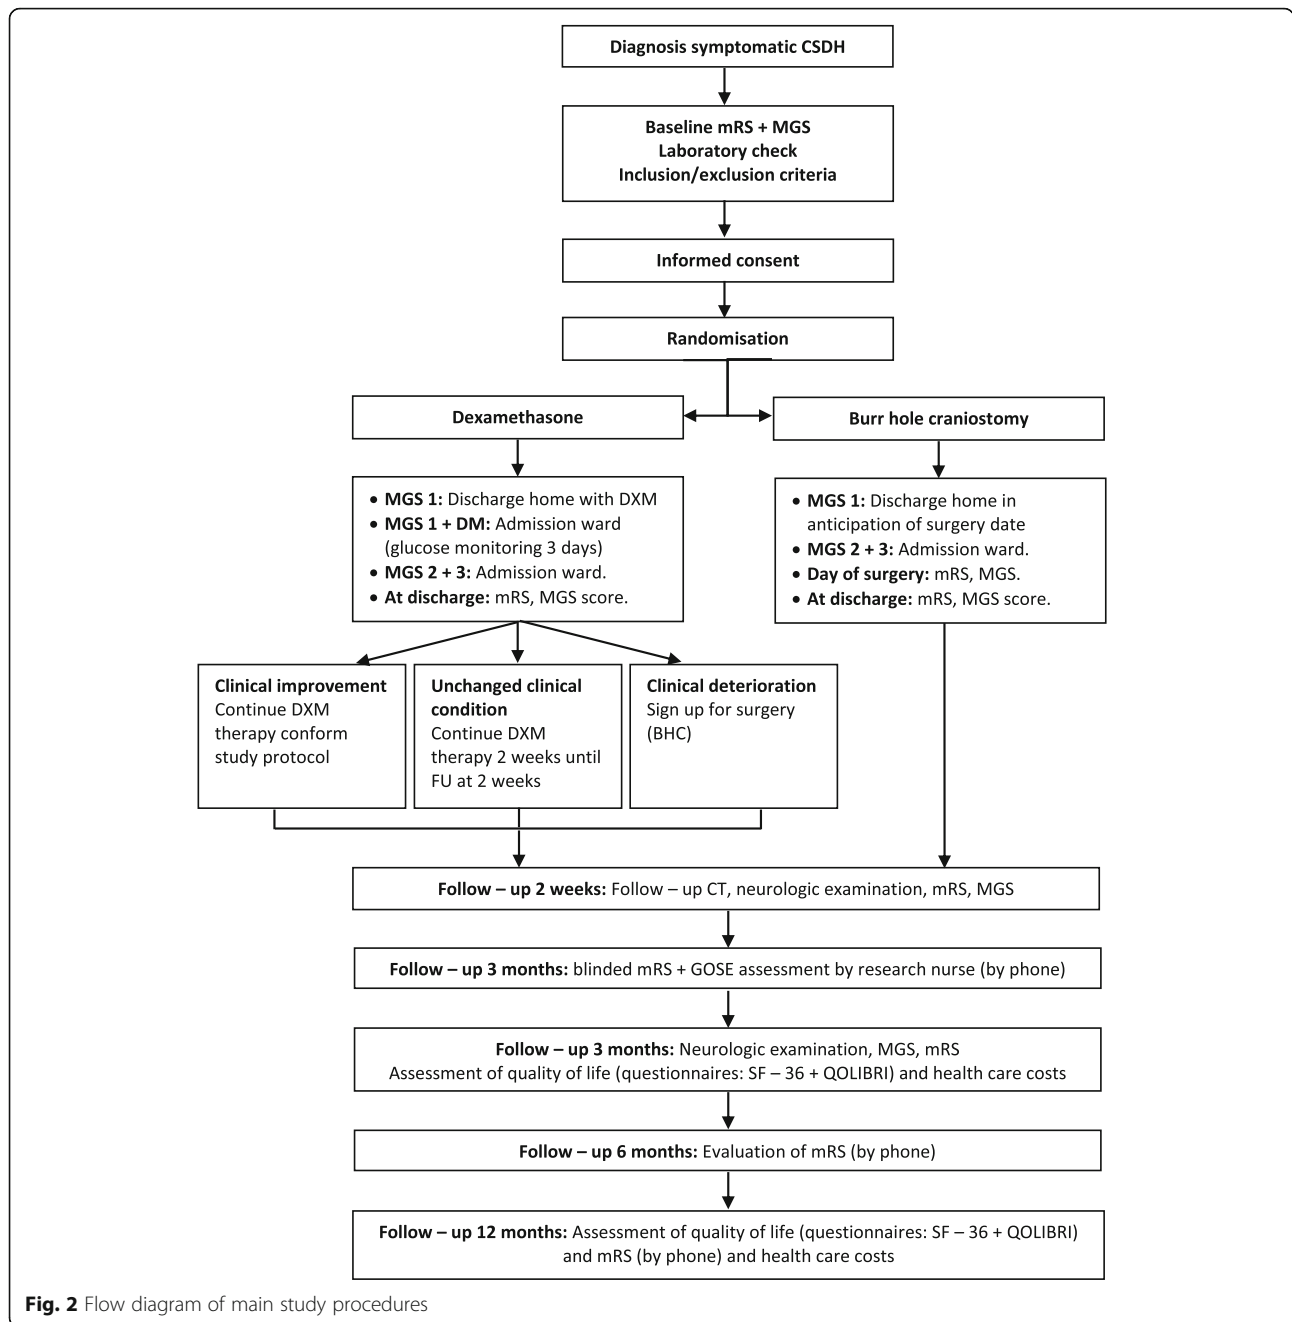 Diagnosis symptomatic CSDH
Baseline mRS + MGS
Laboratory check
Inclusion/exclusion criteria
Informed consent
Randomisation
Dexamethasone
Burr hole craniostomy
• MGS 1: Discharge home with DXM
• MGS 1 + DM: Admission ward
(glucose monitoring 3 days)
• MGS 2 + 3: Admission ward.
• At discharge: mRS, MGS score.
• MGS 1: Discharge home in
anticipation of surgery date
• MGS 2 + 3: Admission ward.
• Day of surgery: mRS, MGS.
• At discharge: mRS, MGS score.
Clinical improvement
Continue DXM
therapy conform
study protocol
Unchanged clinical
condition
Continue DXM
therapy 2 weeks until
FU at 2 weeks
Clinical deterioration
Sign up for surgery
(BHC)
Follow – up 2 weeks: Follow – up CT, neurologic examination, mRS, MGS
Follow – up 3 months: blinded mRS + GOSE assessment by research nurse (by phone)
Follow – up 3 months: Neurologic examination, MGS, mRS
Assessment of quality of life (questionnaires: SF – 36 + QOLIBRI) and health care costs
Follow – up 6 months: Evaluation of mRS (by phone)
Follow – up 12 months: Assessment of quality of life (questionnaires: SF – 36 + QOLIBRI)
and mRS (by phone) and health care costs
Fig. 2 Flow diagram of main study procedures